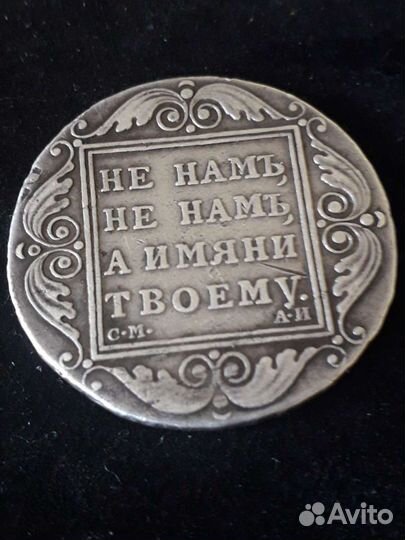 НЕ НАМЪ,
НЕ НАМЪ,
А ИМЯНИ
ТВОЕМУ.
С·М· А·И
Avito